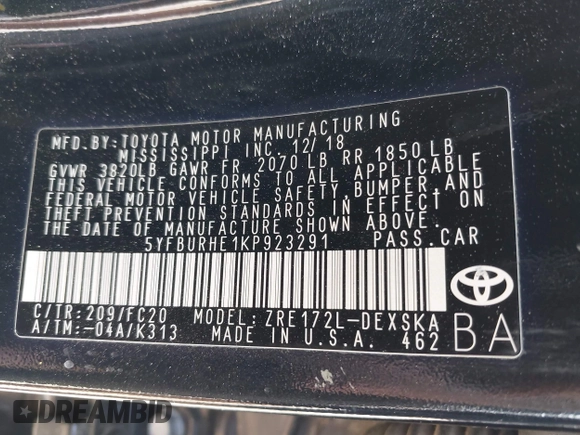 MFD. BY: TOYOTA MOTOR MANUFACTURING
MISSISSIPPI, INC. 12/18
GVWR 3820LB GAWR FR 2070 LB RR 1850 LB
THIS VEHICLE CONFORMS TO ALL APPLICABLE
FEDERAL MOTOR VEHICLE SAFETY, BUMPER, AND
THEFT PREVENTION STANDARDS IN EFFECT ON
THE DATE OF MANUFACTURE SHOWN ABOVE.
5YFBURHE1KP923291 PASS.CAR
C/TR: 209/FC20 MODEL: ZRE172L-DEXSKA
A/TM: -04A/K313 MADE IN U.S.A. 462
BA
DREAMBID